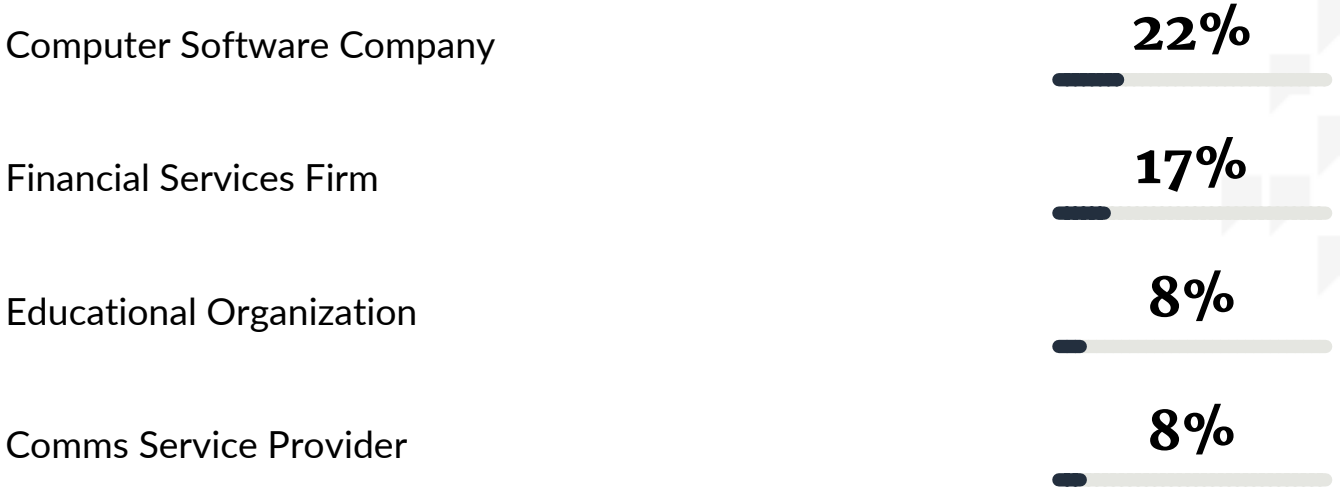 Computer Software Company 22%
Financial Services Firm 17%
Educational Organization 8%
Comms Service Provider 8%